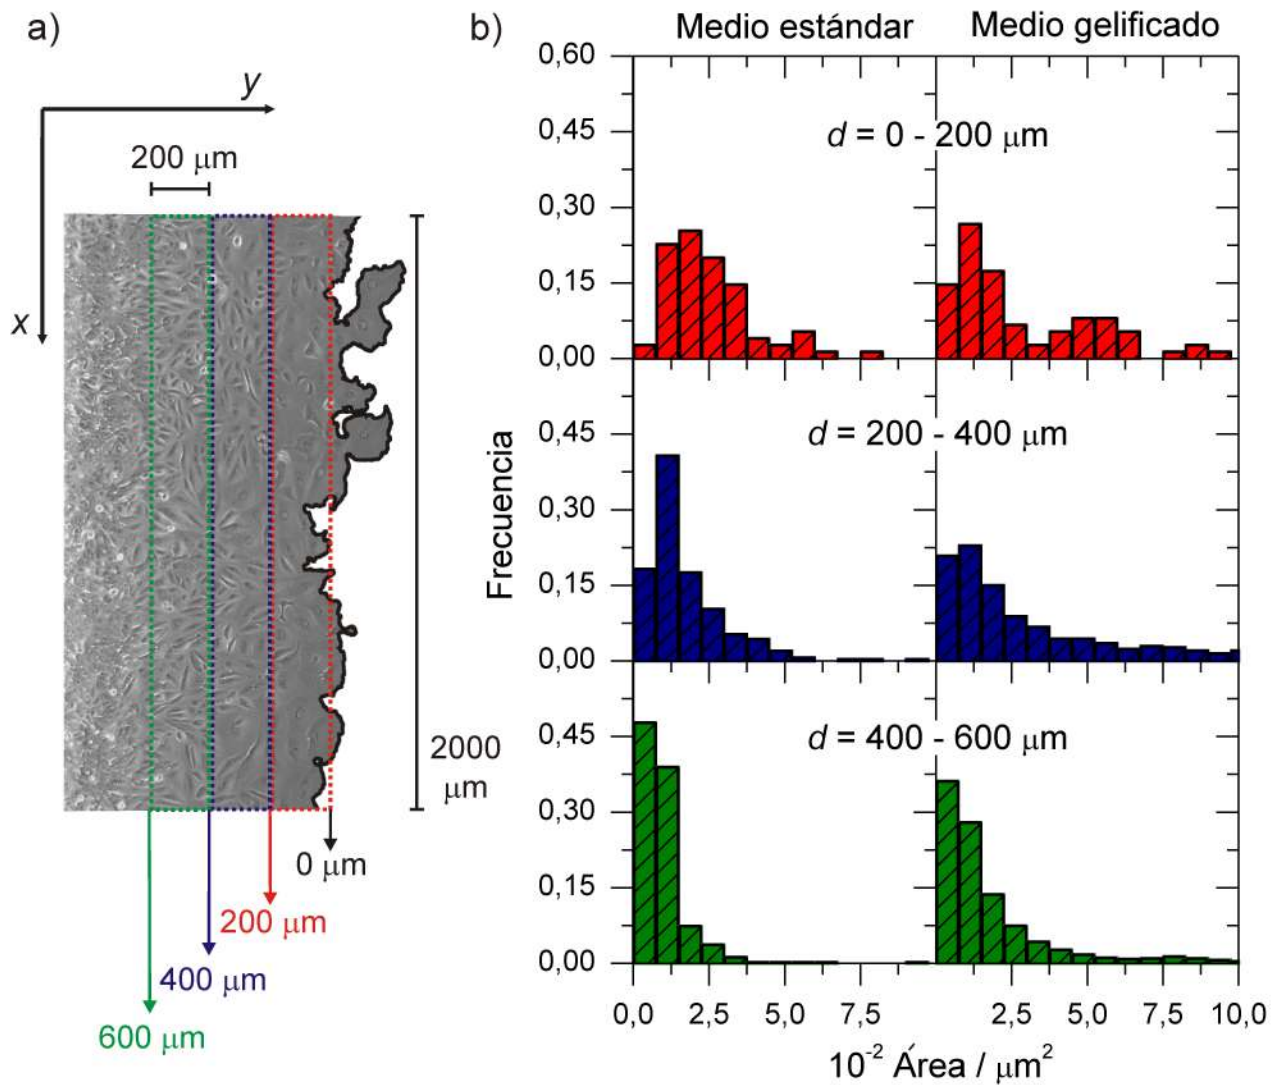 a)
y
200 μm
x
2000
μm
0 μm
200 μm
400 μm
600 μm
b)
Medio estándar Medio gelificado
0,60
0,45
0,30
0,15
0,00
d = 0 - 200 μm
0,45
0,30
0,15
0,00
d = 200 - 400 μm
0,45
0,30
0,15
0,00
d = 400 - 600 μm
Frecuencia
0,0 2,5 5,0 7,5 2,5 5,0 7,5 10,0
10⁻² Área / μm²